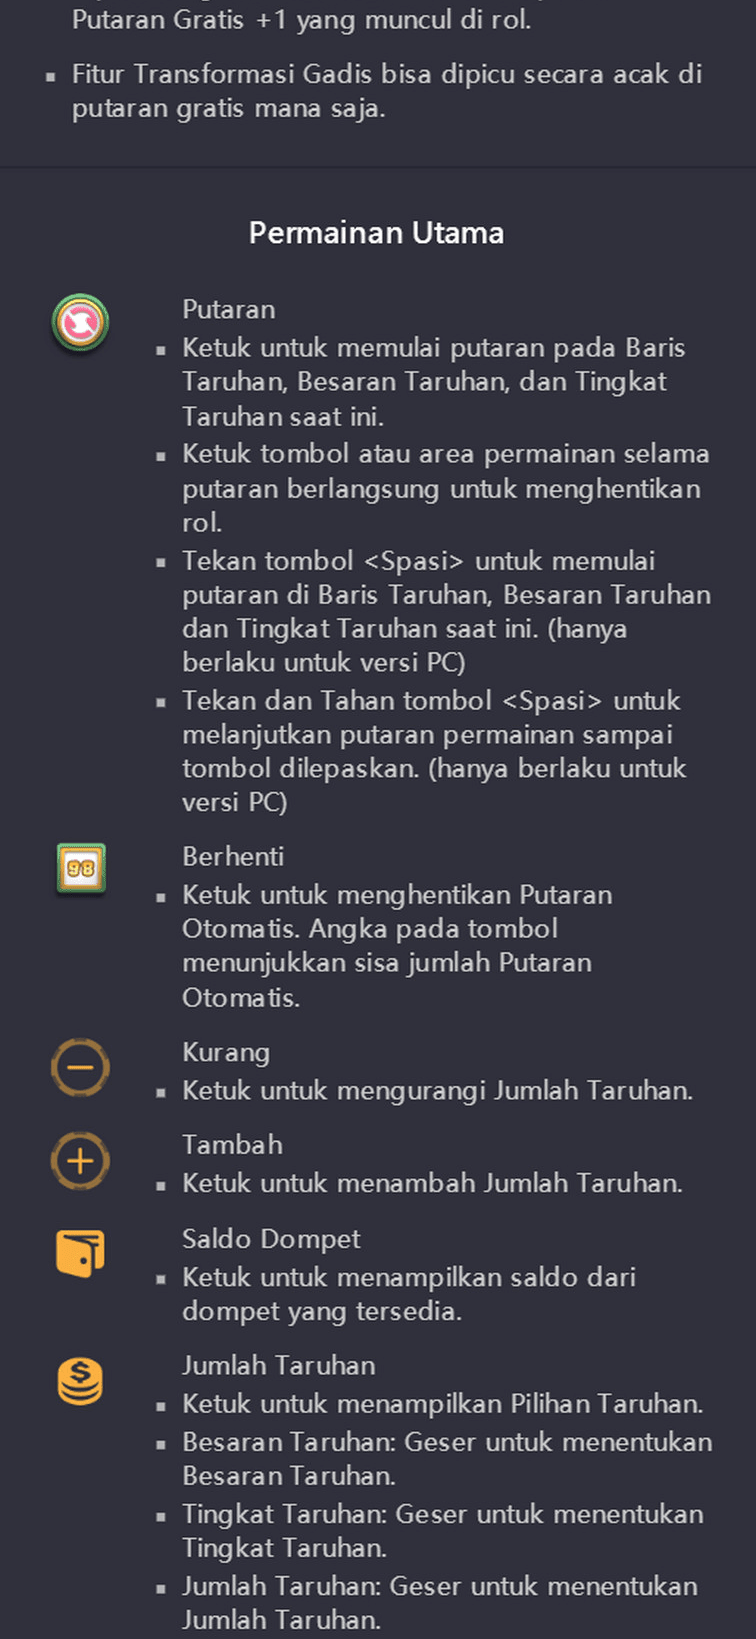 Putaran Gratis +1 yang muncul di rol.
▪ Fitur Transformasi Gadis bisa dipicu secara acak di
putaran gratis mana saja.
Permainan Utama
Putaran
▪ Ketuk untuk memulai putaran pada Baris
Taruhan, Besaran Taruhan, dan Tingkat
Taruhan saat ini.
▪ Ketuk tombol atau area permainan selama
putaran berlangsung untuk menghentikan
rol.
▪ Tekan tombol <Spasi> untuk memulai
putaran di Baris Taruhan, Besaran Taruhan
dan Tingkat Taruhan saat ini. (hanya
berlaku untuk versi PC)
▪ Tekan dan Tahan tombol <Spasi> untuk
melanjutkan putaran permainan sampai
tombol dilepaskan. (hanya berlaku untuk
versi PC)
98
Berhenti
▪ Ketuk untuk menghentikan Putaran
Otomatis. Angka pada tombol
menunjukkan sisa jumlah Putaran
Otomatis.
Kurang
▪ Ketuk untuk mengurangi Jumlah Taruhan.
Tambah
▪ Ketuk untuk menambah Jumlah Taruhan.
Saldo Dompet
▪ Ketuk untuk menampilkan saldo dari
dompet yang tersedia.
Jumlah Taruhan
▪ Ketuk untuk menampilkan Pilihan Taruhan.
▪ Besaran Taruhan: Geser untuk menentukan
Besaran Taruhan.
▪ Tingkat Taruhan: Geser untuk menentukan
Tingkat Taruhan.
▪ Jumlah Taruhan: Geser untuk menentukan
Jumlah Taruhan.